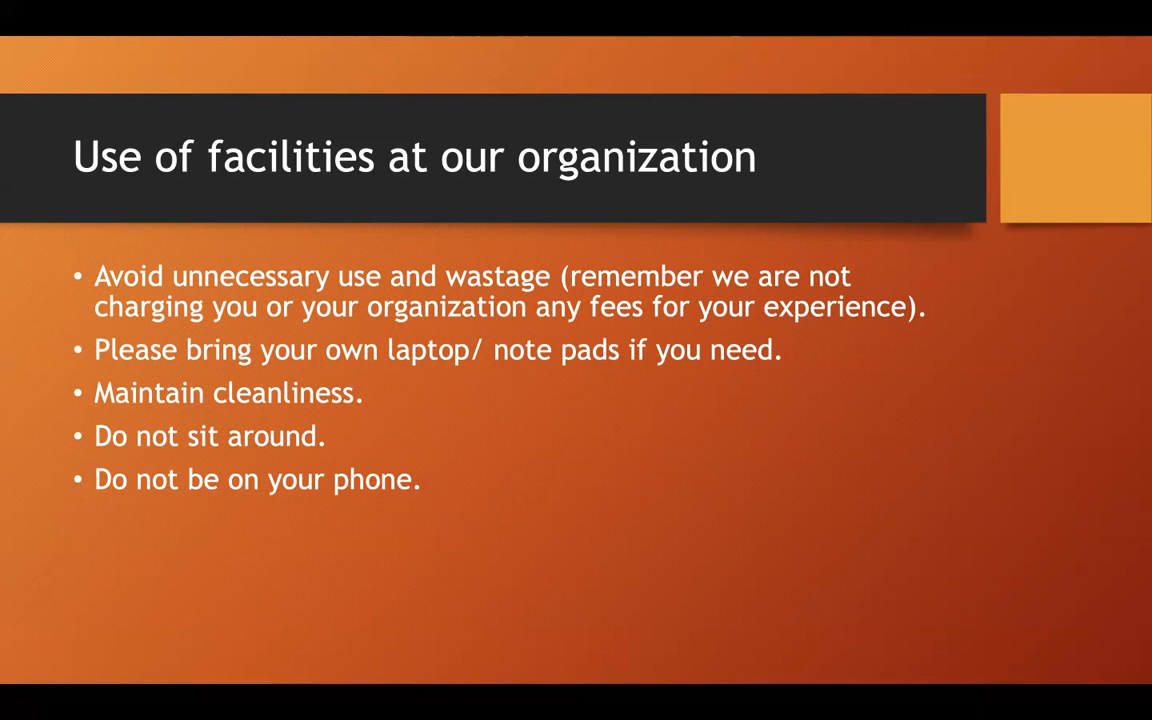 Use of facilities at our organization
• Avoid unnecessary use and wastage (remember we are not
charging you or your organization any fees for your experience).
• Please bring your own laptop/ note pads if you need.
• Maintain cleanliness.
• Do not sit around.
• Do not be on your phone.